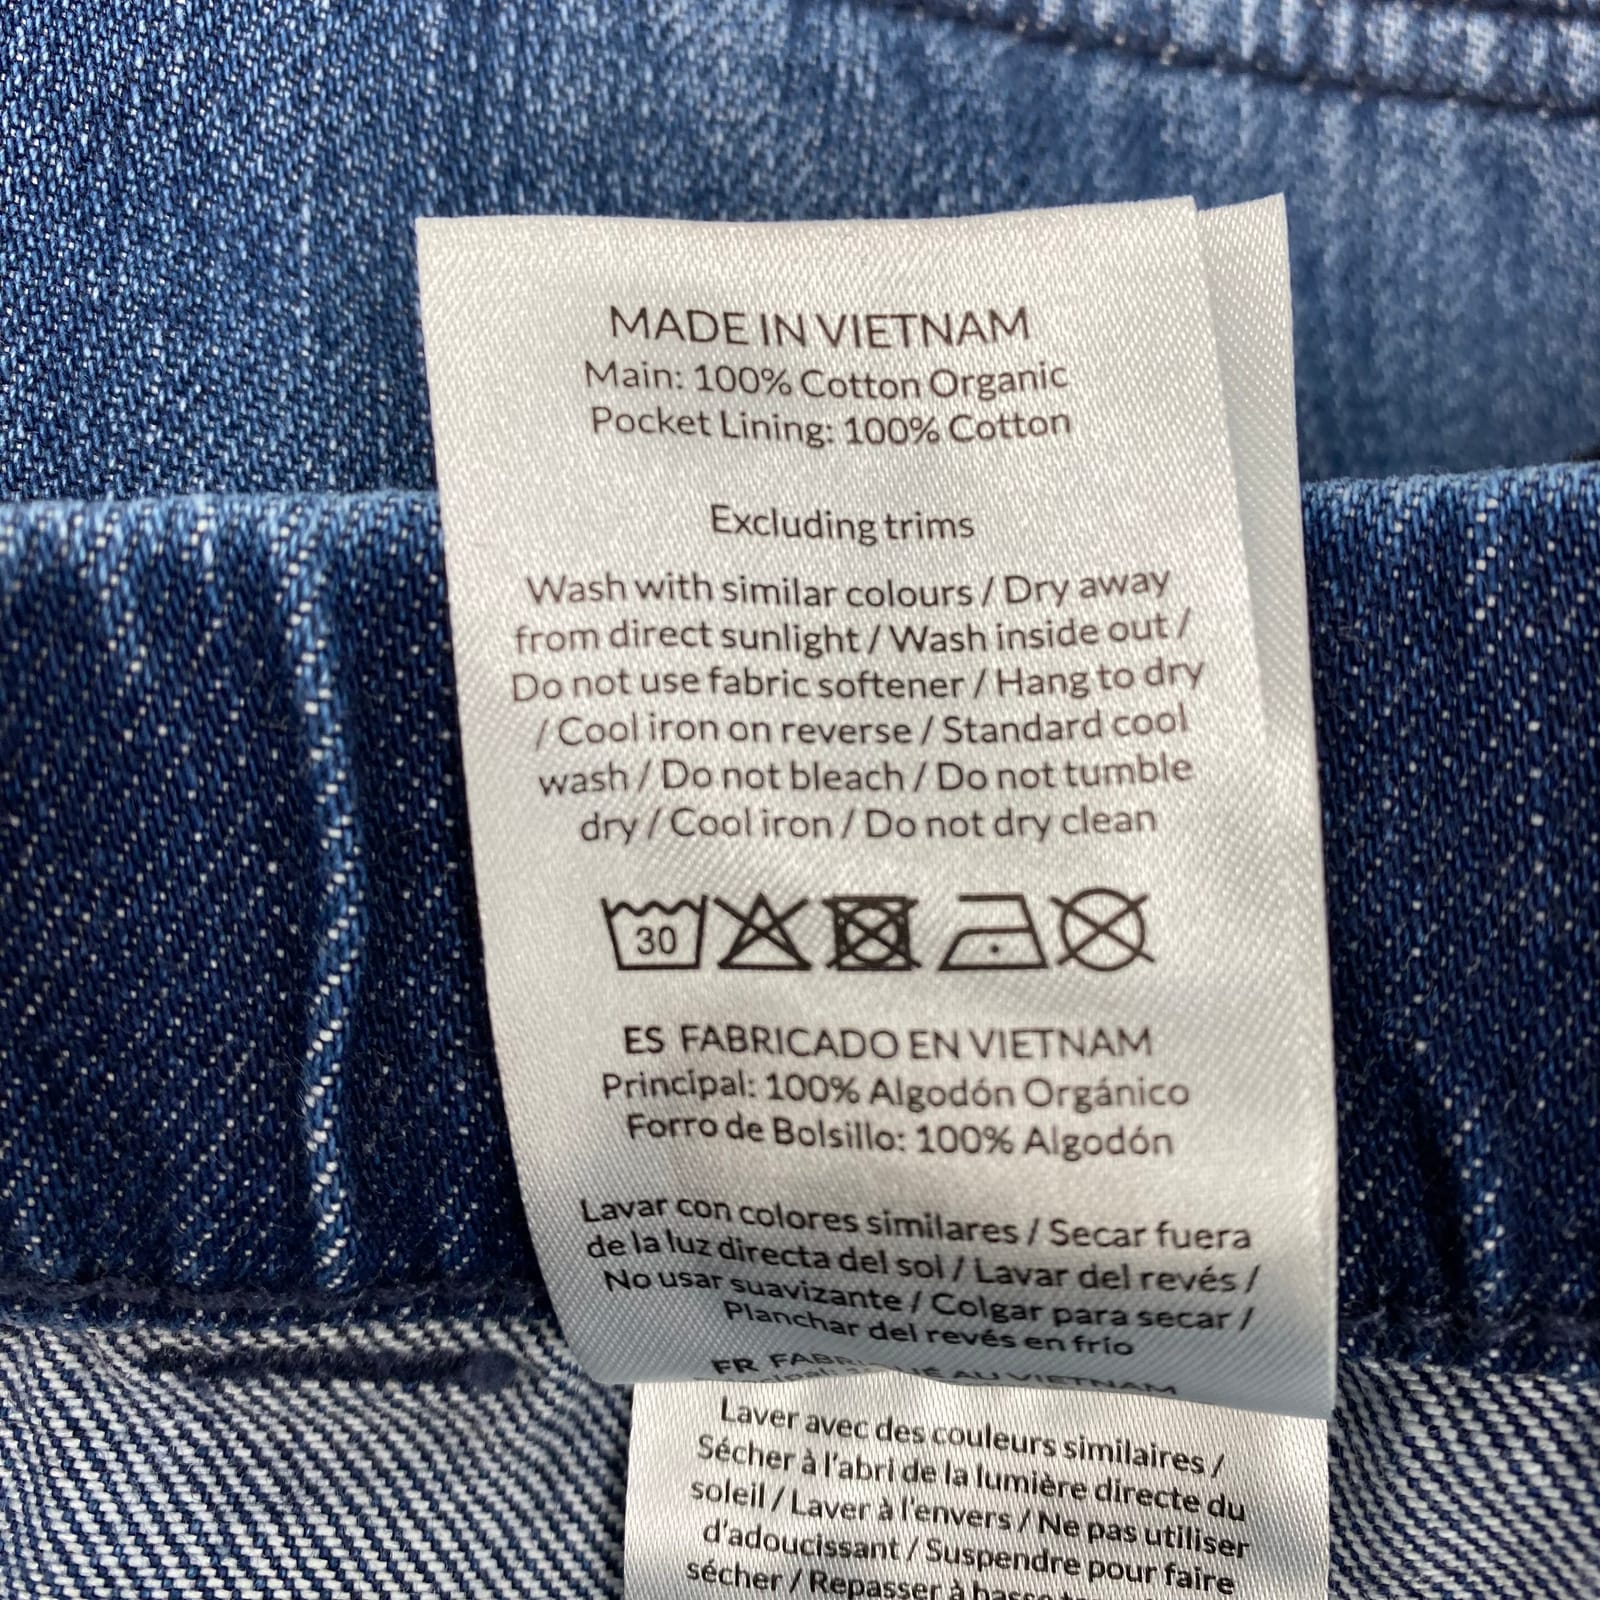 MADE IN VIETNAM
Main: 100% Cotton Organic
Pocket Lining: 100% Cotton
Excluding trims
Wash with similar colours / Dry away
from direct sunlight / Wash inside out /
Do not use fabric softener / Hang to dry
/ Cool iron on reverse / Standard cool
wash / Do not bleach / Do not tumble
dry / Cool iron / Do not dry clean
30
ES FABRICADO EN VIETNAM
Principal: 100% Algodón Orgánico
Forro de Bolsillo: 100% Algodón
Lavar con colores similares / Secar fuera
de la luz directa del sol / Lavar del revés /
No usar suavizante / Colgar para secar /
Planchar del revés en frío
FR AU VIETNAM
Laver avec des couleurs similaires /
Sécher à l'abri de la lumière directe du
soleil / Laver à l'envers / Ne pas utiliser
d'adoucissant / Suspendre pour faire
sécher / Repasser à